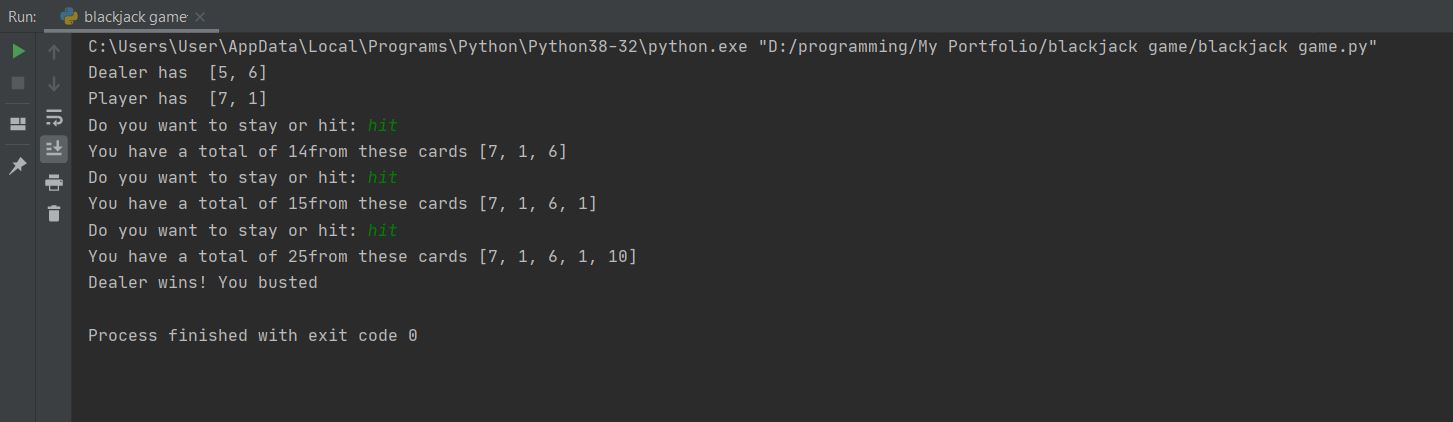 Run: blackjack game
C:\Users\User\AppData\Local\Programs\Python\Python38-32\python.exe "D:/programming/My Portfolio/blackjack game/blackjack game.py"
Dealer has  [5, 6]
Player has  [7, 1]
Do you want to stay or hit: hit
You have a total of 14from these cards [7, 1, 6]
Do you want to stay or hit: hit
You have a total of 15from these cards [7, 1, 6, 1]
Do you want to stay or hit: hit
You have a total of 25from these cards [7, 1, 6, 1, 10]
Dealer wins! You busted
Process finished with exit code 0